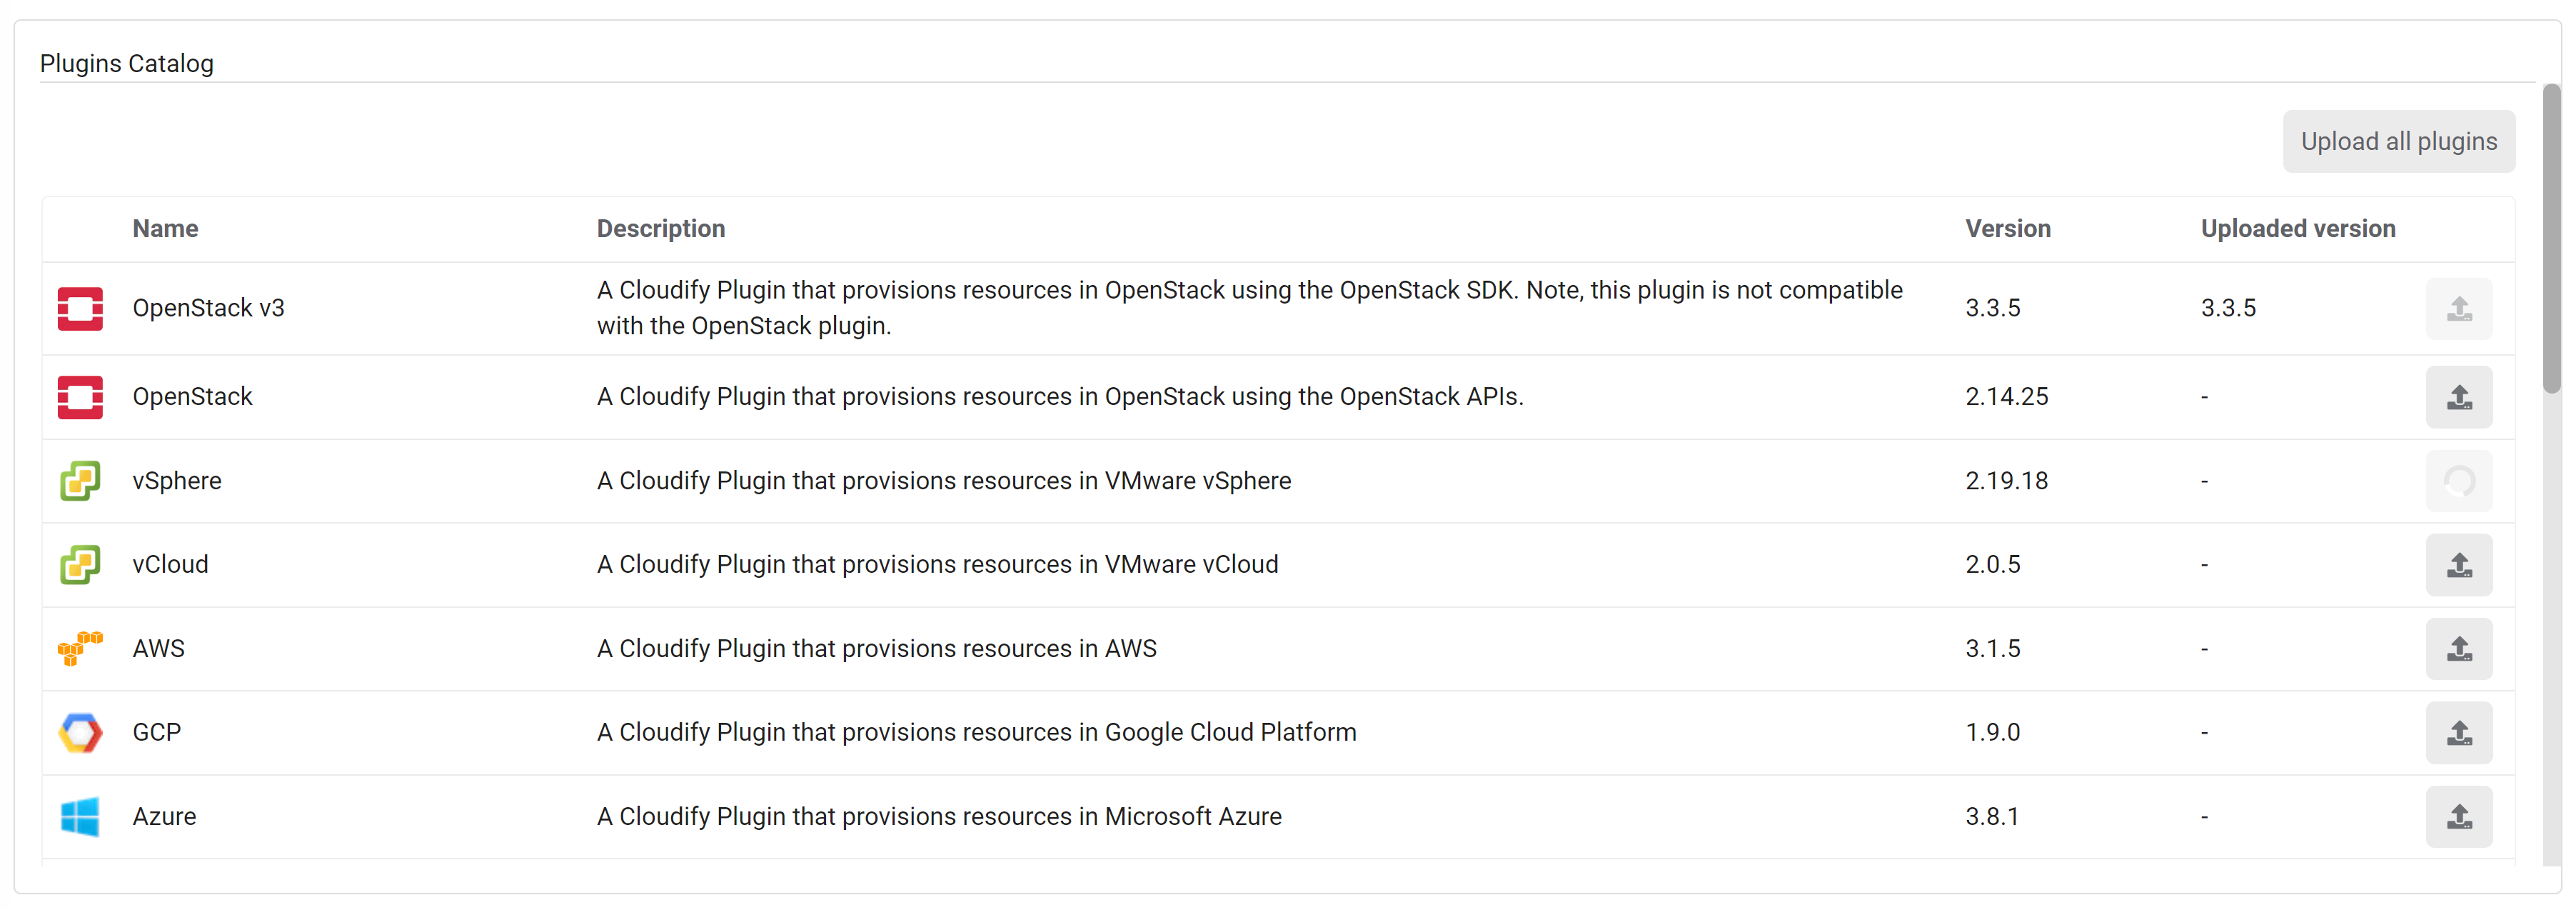 Plugins Catalog
Upload all plugins
Name Description Version Uploaded version
OpenStack v3 A Cloudify Plugin that provisions resources in OpenStack using the OpenStack SDK. Note, this plugin is not compatible
with the OpenStack plugin. 3.3.5 3.3.5
OpenStack A Cloudify Plugin that provisions resources in OpenStack using the OpenStack APIs. 2.14.25 -
vSphere A Cloudify Plugin that provisions resources in VMware vSphere 2.19.18 -
vCloud A Cloudify Plugin that provisions resources in VMware vCloud 2.0.5 -
AWS A Cloudify Plugin that provisions resources in AWS 3.1.5 -
GCP A Cloudify Plugin that provisions resources in Google Cloud Platform 1.9.0 -
Azure A Cloudify Plugin that provisions resources in Microsoft Azure 3.8.1 -